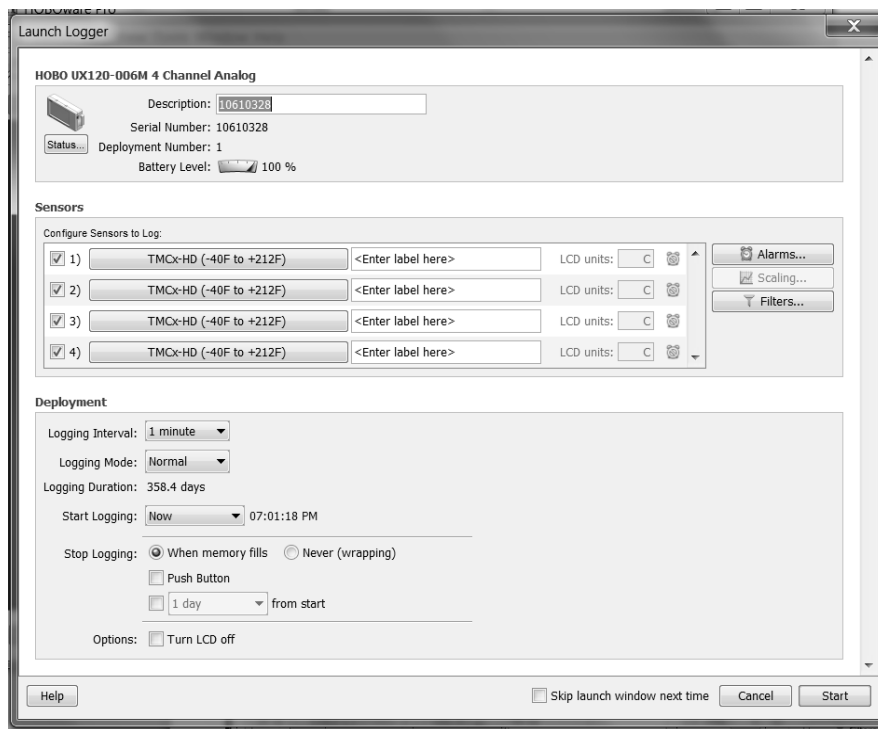 HOBOware Pro
Launch Logger
HOBO UX120-006M 4 Channel Analog
Description: 10610328
Serial Number: 10610328
Status... Deployment Number: 1
Battery Level: 100 %
Sensors
Configure Sensors to Log:
1) TMCx-HD (-40F to +212F) <Enter label here> LCD units: C Alarms...
Scaling...
2) TMCx-HD (-40F to +212F) <Enter label here> LCD units: C
Filters...
3) TMCx-HD (-40F to +212F) <Enter label here> LCD units: C
4) TMCx-HD (-40F to +212F) <Enter label here> LCD units: C
Deployment
Logging Interval: 1 minute
Logging Mode: Normal
Logging Duration: 358.4 days
Start Logging: Now 07:01:18 PM
Stop Logging: When memory fills Never (wrapping)
Push Button
1 day from start
Options: Turn LCD off
Help Skip launch window next time Cancel Start